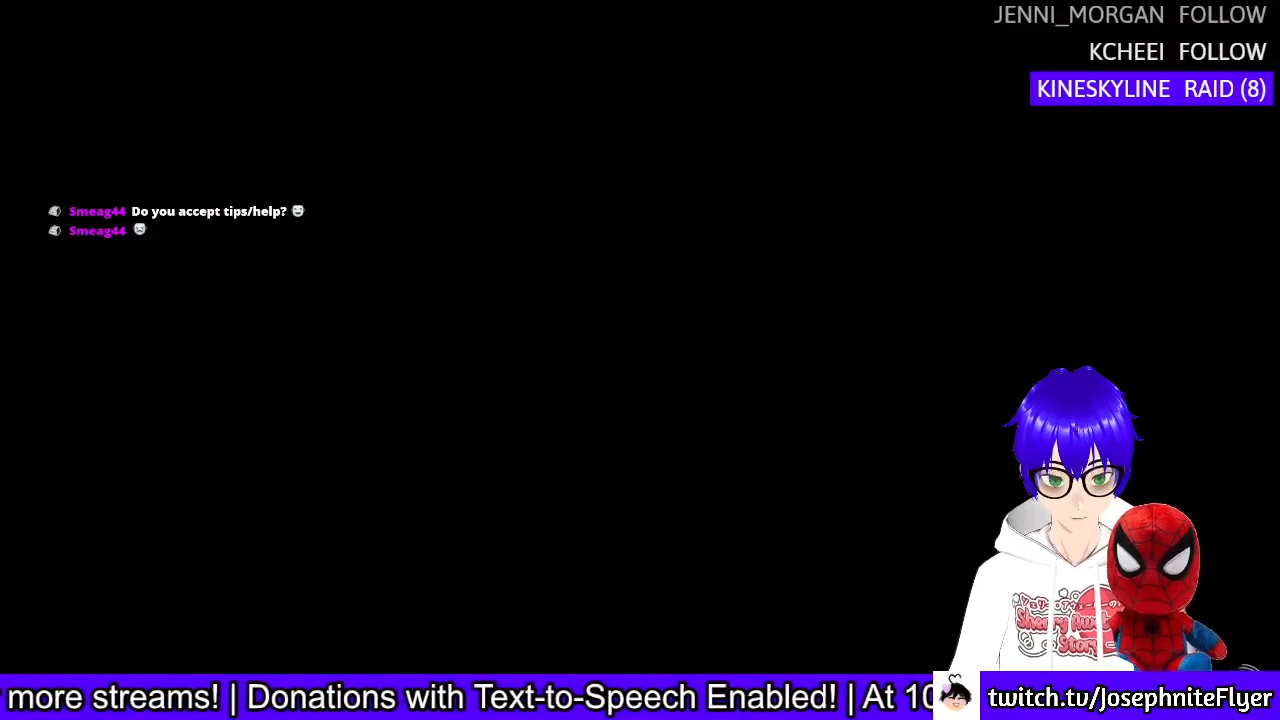 JENNI_MORGAN FOLLOW
KCHEEI FOLLOW
KINESKYLINE RAID (8)
Smeag44 Do you accept tips/help?
Smeag44
more streams! | Donations with Text-to-Speech Enabled! | At 10
twitch.tv/JosephniteFlyer